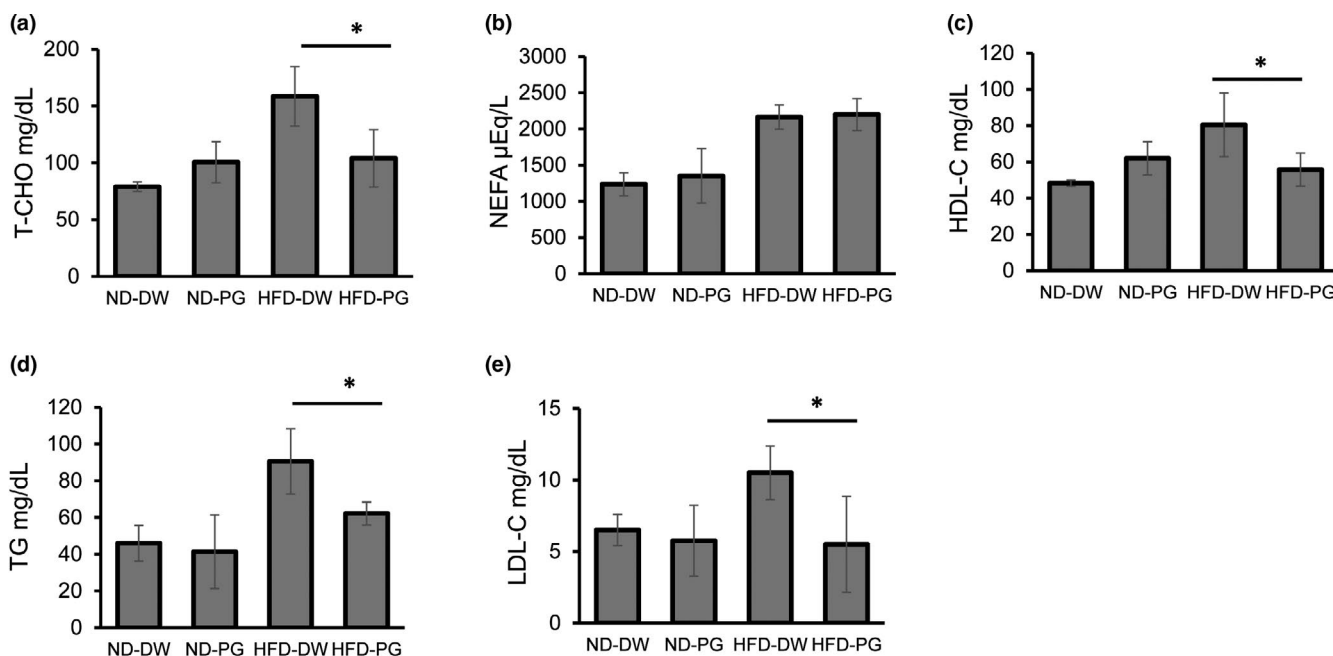 (a)
*
T-CHO mg/dL
200
150
100
50
0
ND-DW ND-PG HFD-DW HFD-PG
(b)
NEFA µEq/L
3000
2500
2000
1500
1000
500
0
ND-DW ND-PG HFD-DW HFD-PG
(c)
*
HDL-C mg/dL
120
100
80
60
40
20
0
ND-DW ND-PG HFD-DW HFD-PG
(d)
*
TG mg/dL
120
100
80
60
40
20
0
ND-DW ND-PG HFD-DW HFD-PG
(e)
*
LDL-C mg/dL
15
10
5
0
ND-DW ND-PG HFD-DW HFD-PG